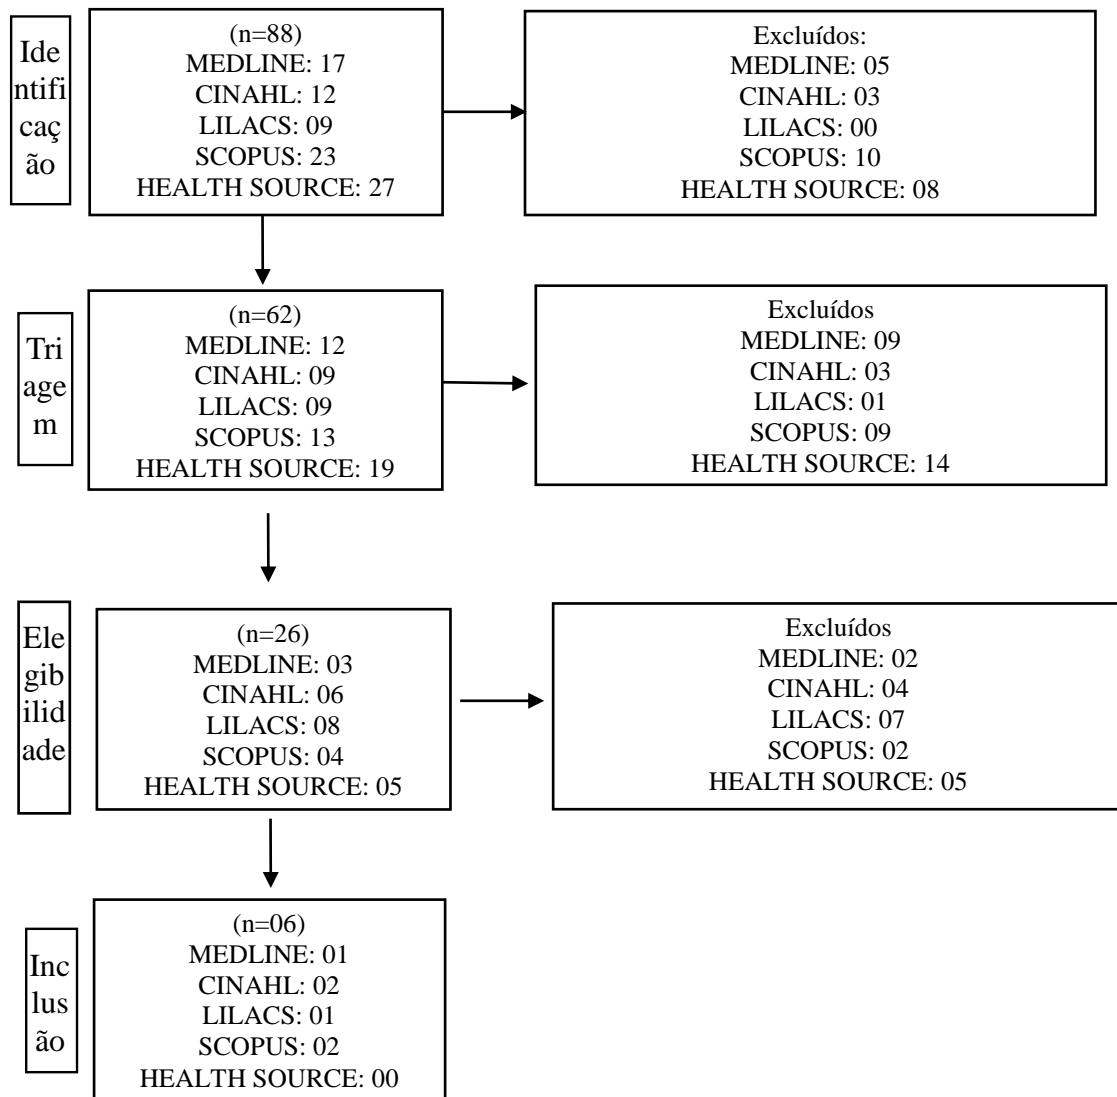 Ide
ntifi
caç
ão
(n=88)
MEDLINE: 17
CINAHL: 12
LILACS: 09
SCOPUS: 23
HEALTH SOURCE: 27
Excluídos:
MEDLINE: 05
CINAHL: 03
LILACS: 00
SCOPUS: 10
HEALTH SOURCE: 08
Tri
age
m
(n=62)
MEDLINE: 12
CINAHL: 09
LILACS: 09
SCOPUS: 13
HEALTH SOURCE: 19
Excluídos
MEDLINE: 09
CINAHL: 03
LILACS: 01
SCOPUS: 09
HEALTH SOURCE: 14
Ele
gib
ilid
ade
(n=26)
MEDLINE: 03
CINAHL: 06
LILACS: 08
SCOPUS: 04
HEALTH SOURCE: 05
Excluídos
MEDLINE: 02
CINAHL: 04
LILACS: 07
SCOPUS: 02
HEALTH SOURCE: 05
Inc
lus
ão
(n=06)
MEDLINE: 01
CINAHL: 02
LILACS: 01
SCOPUS: 02
HEALTH SOURCE: 00